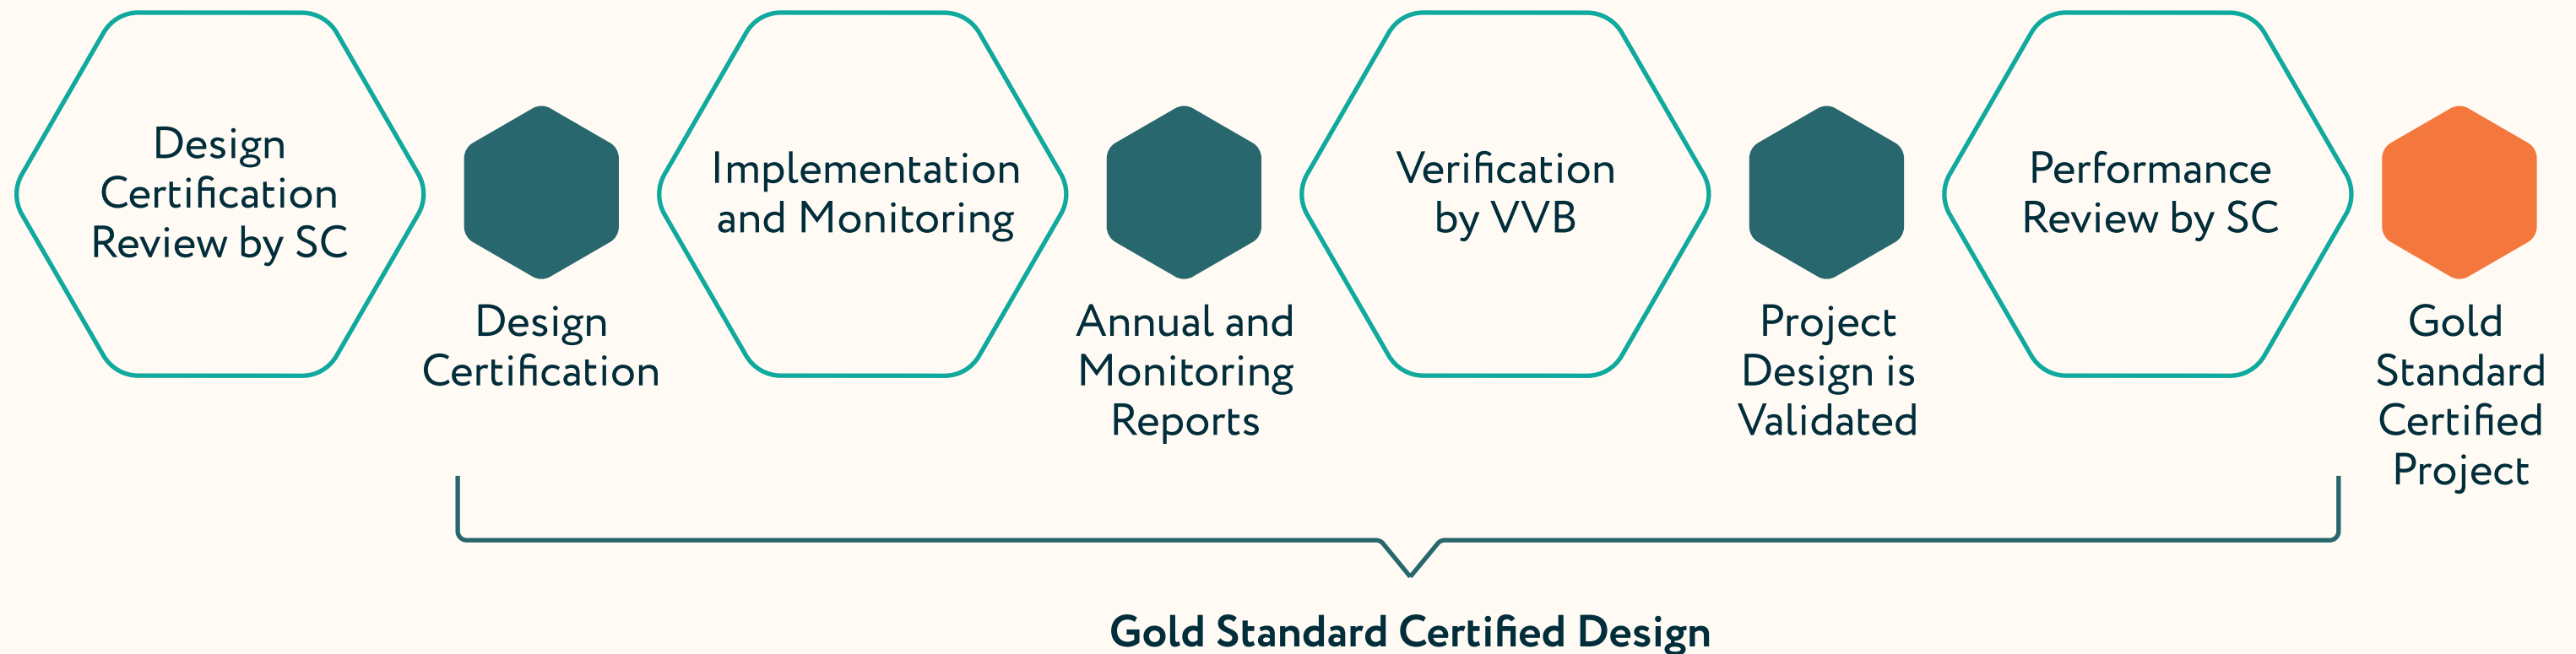 Design
Certification
Review by SC
Design
Certification
Implementation
and Monitoring
Annual and
Monitoring
Reports
Verification
by VVB
Project
Design is
Validated
Performance
Review by SC
Gold
Standard
Certified
Project
Gold Standard Certified Design